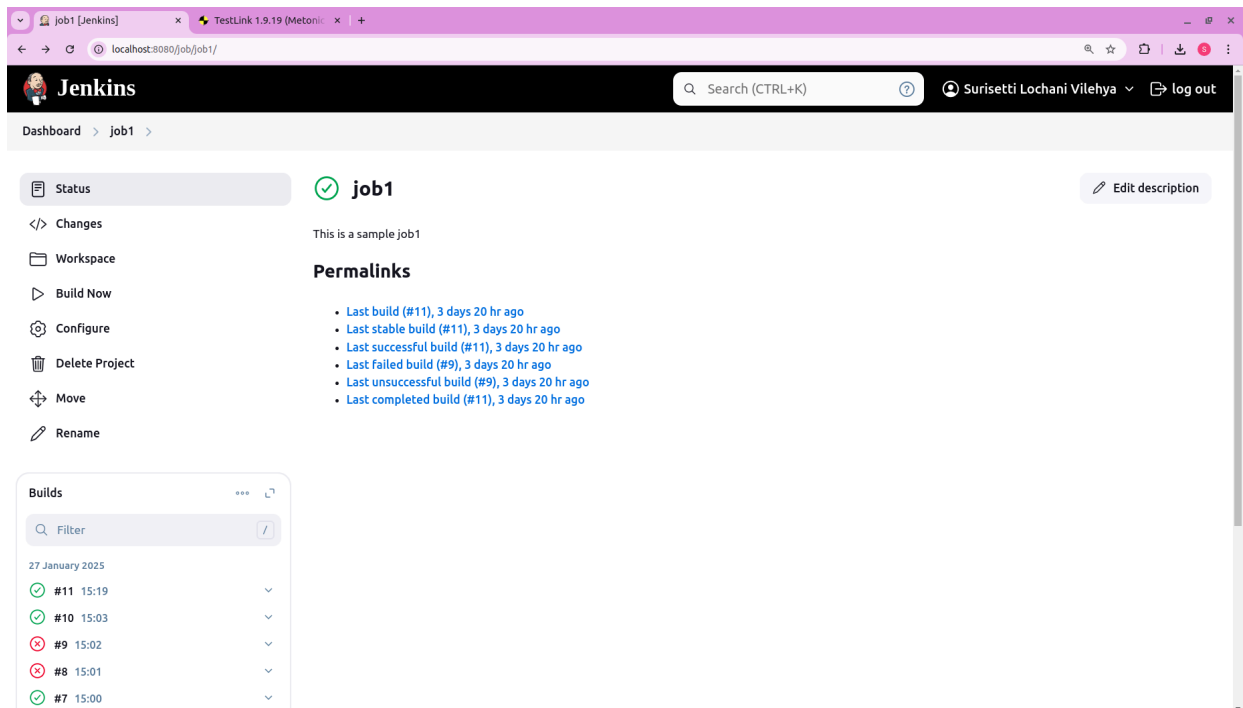 job1 [Jenkins]
TestLink 1.9.19 (Metonic
localhost:8080/job/job1/
S
Jenkins
Search (CTRL+K)
?
Surisetti Lochani Vilehya
log out
Dashboard > job1 >
Status
Changes
Workspace
Build Now
Configure
Delete Project
Move
Rename
job1
Edit description
This is a sample job1
Permalinks
• Last build (#11), 3 days 20 hr ago
• Last stable build (#11), 3 days 20 hr ago
• Last successful build (#11), 3 days 20 hr ago
• Last failed build (#9), 3 days 20 hr ago
• Last unsuccessful build (#9), 3 days 20 hr ago
• Last completed build (#11), 3 days 20 hr ago
Builds
Filter /
27 January 2025
#11 15:19
#10 15:03
#9 15:02
#8 15:01
#7 15:00